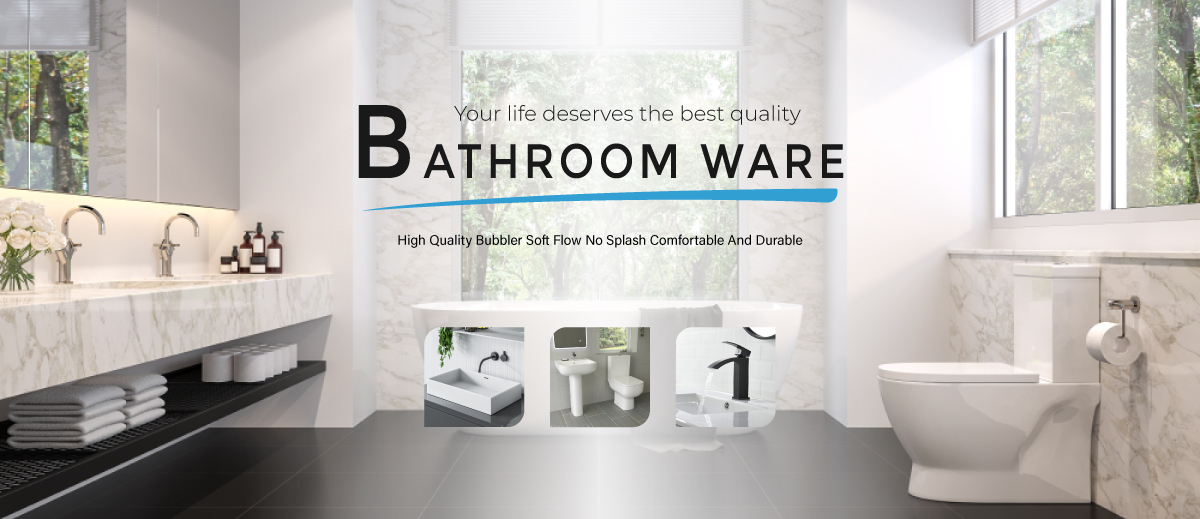 Your life deserves the best quality
BATHROOM WARE
High Quality Bubbler Soft Flow No Splash Comfortable And Durable